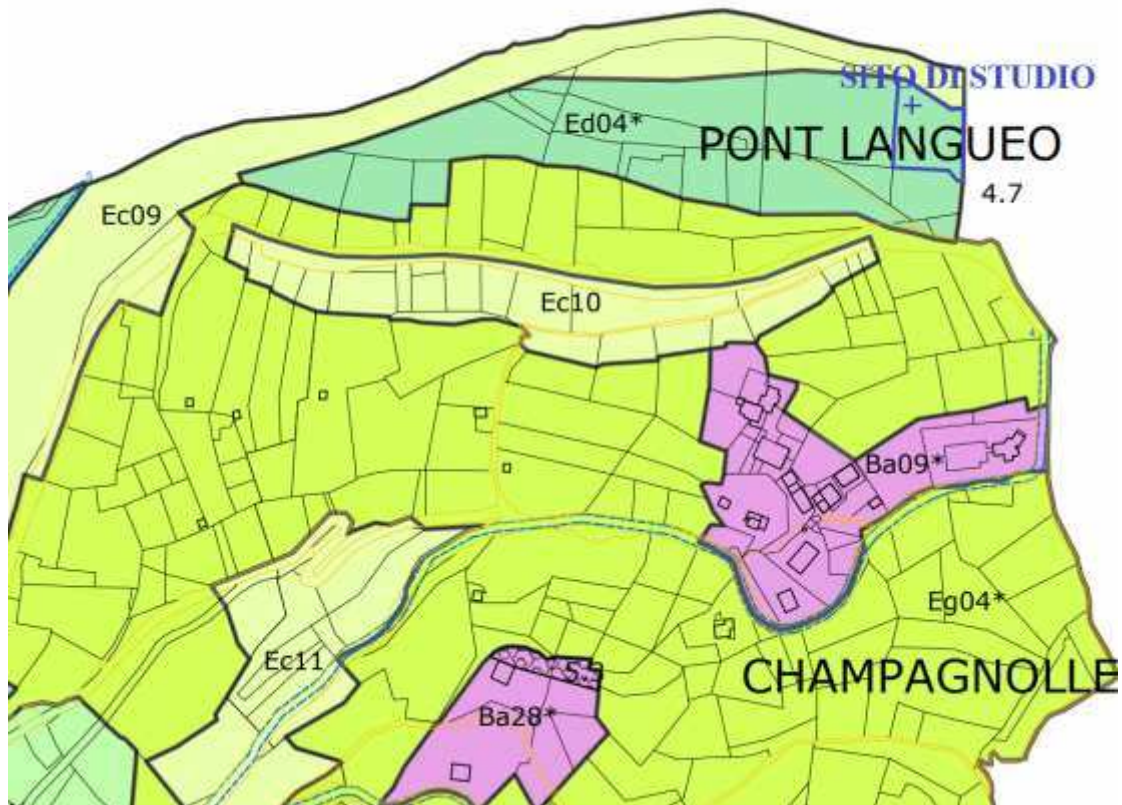 SITO DI STUDIO
Ed04*
PONT LANGUEO
4.7
Ec09
Ec10
Ba09*
Eg04*
Ec11
CHAMPAGNOLLE
Ba28*